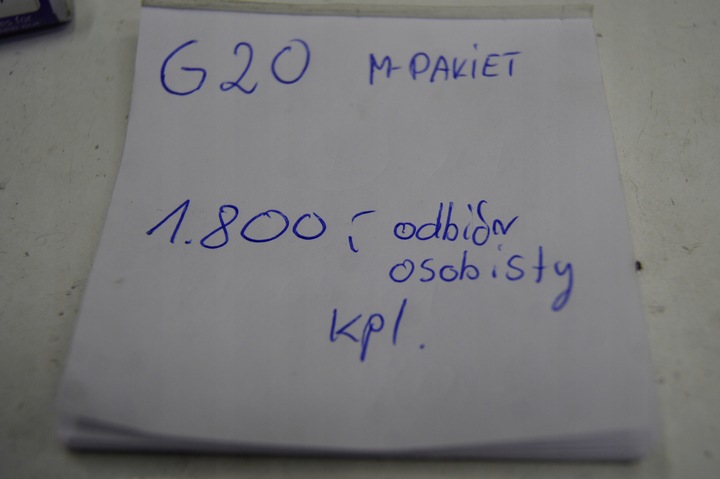 G20 M-PAKIET
1.800,- odbiór
osobisty
kpl.